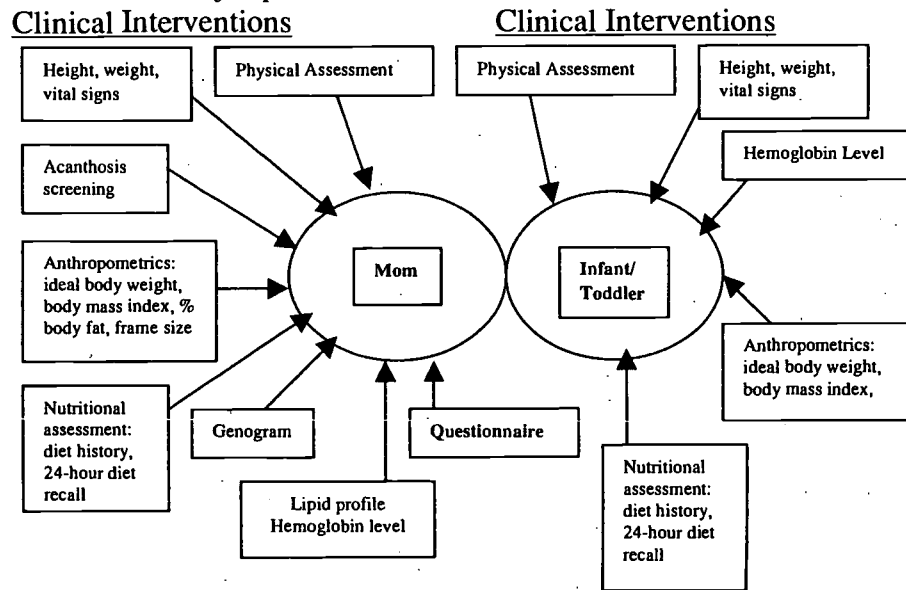 Clinical Interventions
Clinical Interventions
Height, weight,
vital signs
Physical Assessment
Physical Assessment
Height, weight,
vital signs
Acanthosis
screening
Hemoglobin Level
Anthropometrics:
ideal body weight,
body mass index, %
body fat, frame size
Mom
Infant/
Toddler
Anthropometrics:
ideal body weight,
body mass index,
Nutritional
assessment:
diet history,
24-hour diet
recall
Genogram
Questionnaire
Lipid profile
Hemoglobin level
Nutritional
assessment:
diet history,
24-hour diet
recall